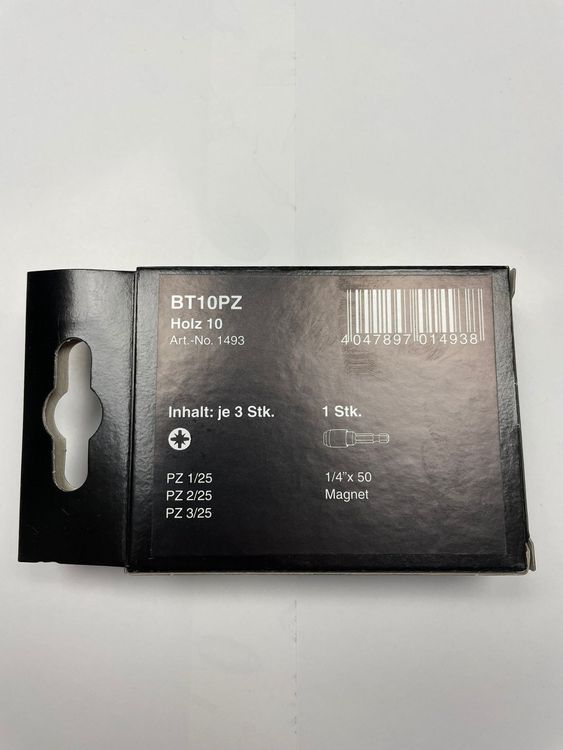 BT10PZ
Holz 10
Art.-No. 1493
4 047897 014938
Inhalt: je 3 Stk.
PZ 1/25
PZ 2/25
PZ 3/25
1 Stk.
1/4"x 50
Magnet